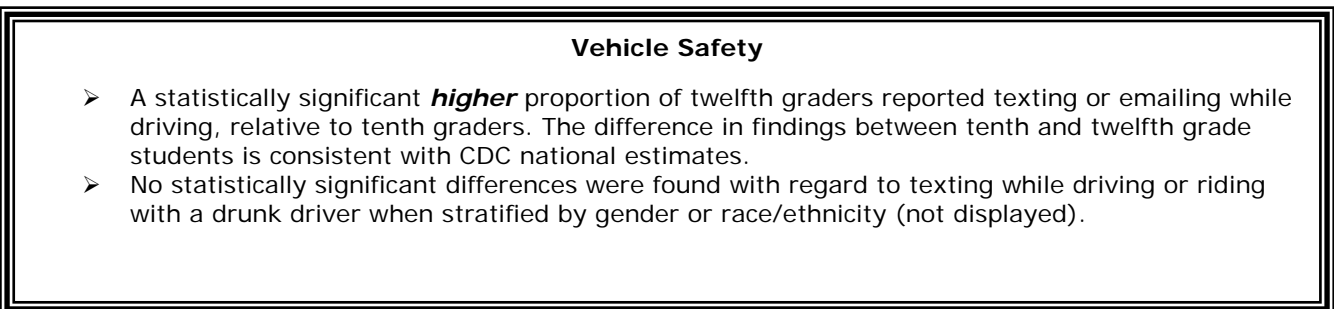 Vehicle Safety
➢ A statistically significant higher proportion of twelfth graders reported texting or emailing while
driving, relative to tenth graders. The difference in findings between tenth and twelfth grade
students is consistent with CDC national estimates.
➢ No statistically significant differences were found with regard to texting while driving or riding
with a drunk driver when stratified by gender or race/ethnicity (not displayed).